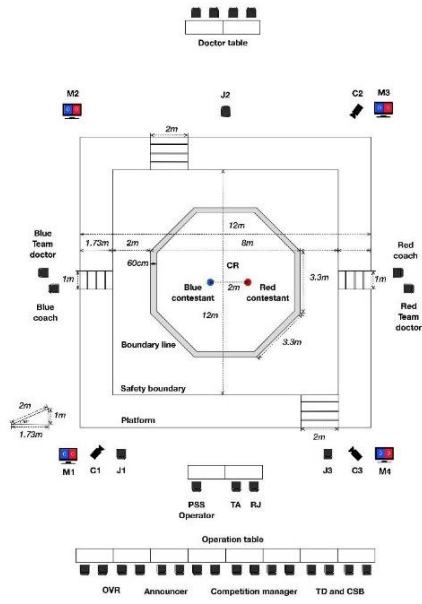 Doctor table
M2
J2
C2
M3
2m
12m
1.73m
2m
8m
Blue
Team
doctor
Red
coach
60cm
CR
3.3m
1m
1m
Blue
contestant
2m
Red
contestant
Blue
coach
Red
Team
doctor
12m
Boundary line
3.3m
Safety boundary
2m
1m
1.73m
Platform
2m
M1
C1
J1
J3
C3
M4
PSS
Operator
TA
RJ
Operation table
OVR
Announcer
Competition manager
TD and CSB